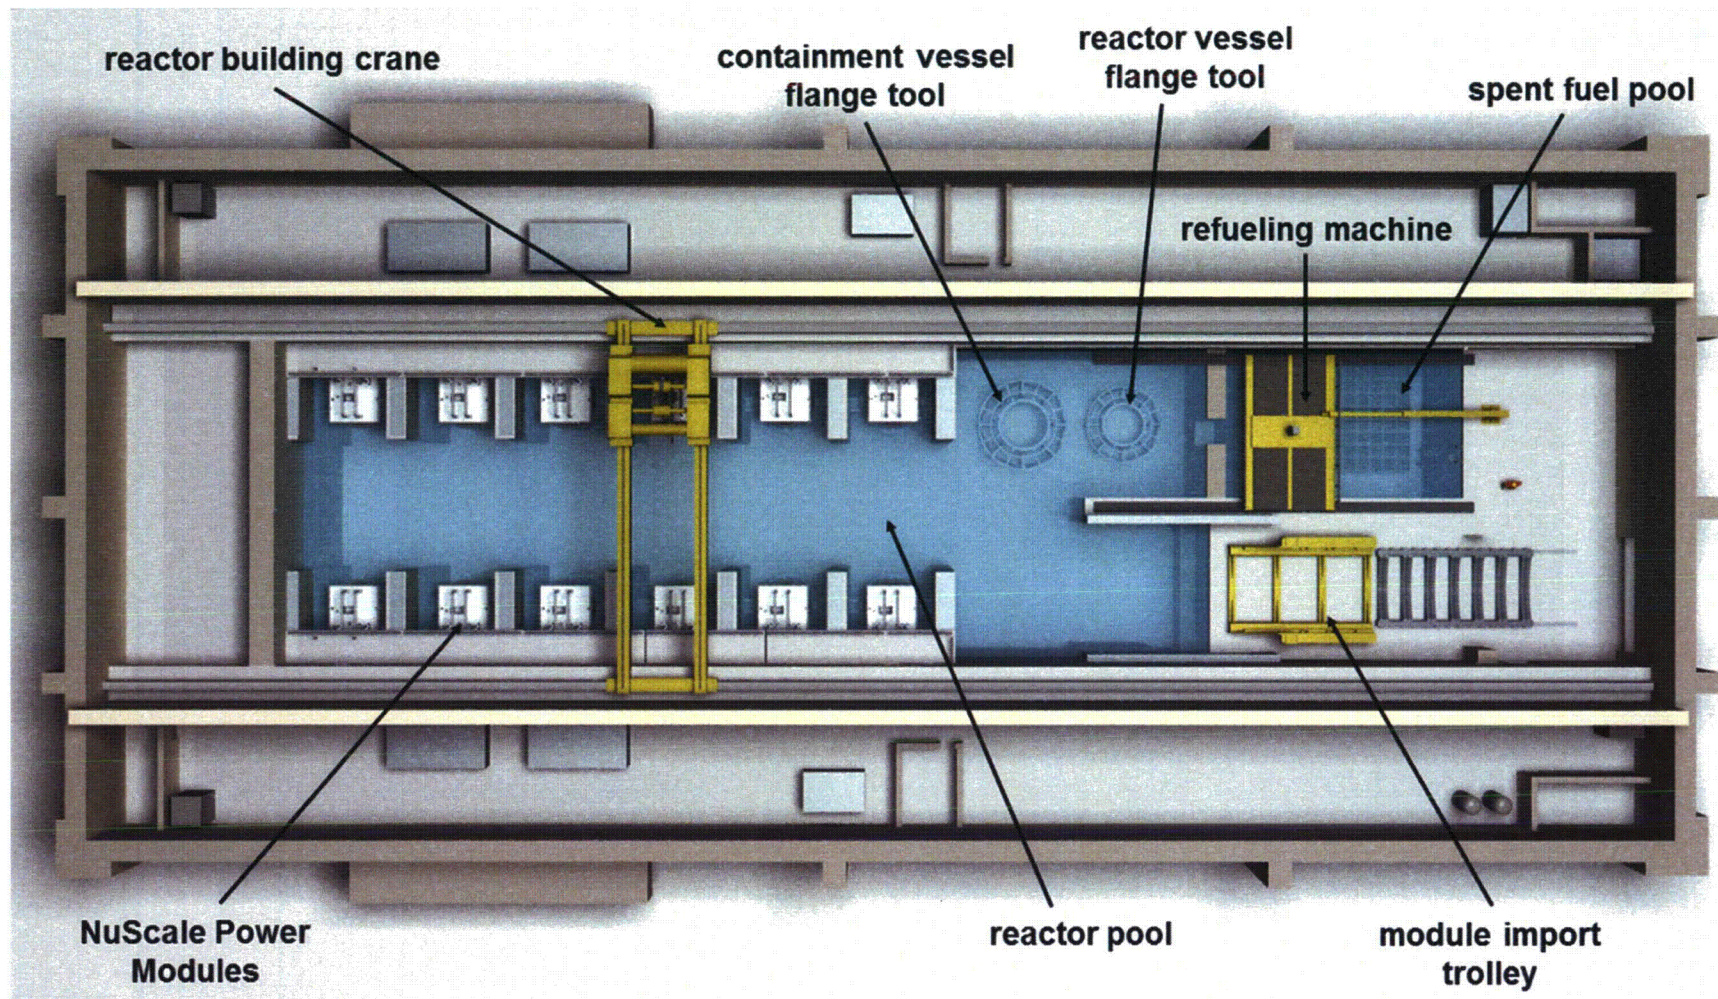 reactor building crane
containment vessel
flange tool
reactor vessel
flange tool
spent fuel pool
refueling machine
NuScale Power
Modules
reactor pool
module import
trolley